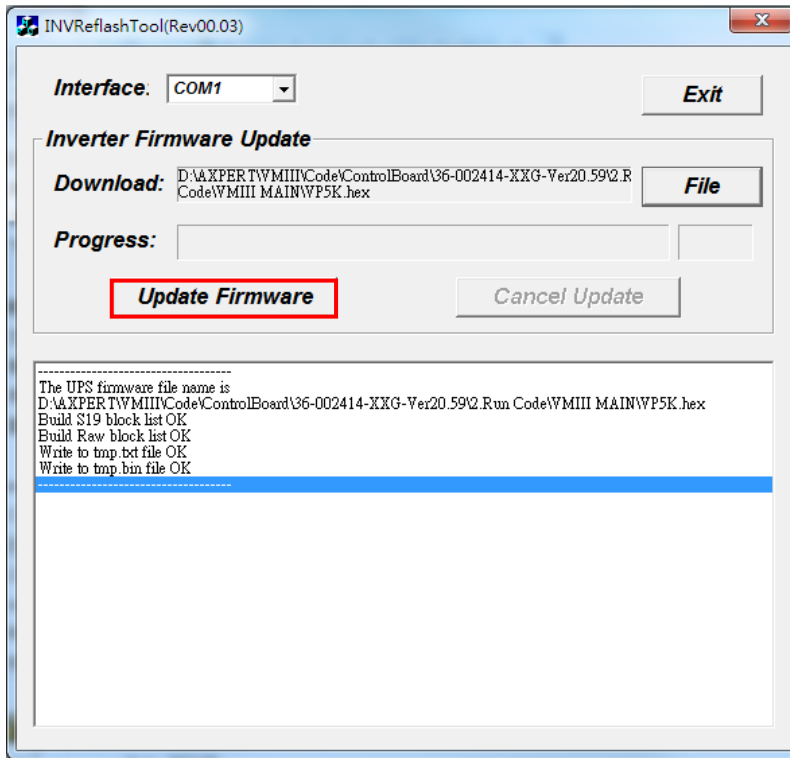 INVReflashTool(Rev00.03)
Interface: COM1
Exit
Inverter Firmware Update
Download: D:\AXPERT\VMIII\Code\ControlBoard\36-002414-XXG-Ver20.59\2.R
Code\VMIII MAIN\VP5K.hex
File
Progress:
Update Firmware Cancel Update
-----------------------------------
The UPS firmware file name is
D:\AXPERT\VMIII\Code\ControlBoard\36-002414-XXG-Ver20.59\2.Run Code\VMIII MAIN\VP5K.hex
Build S19 block list OK
Build Raw block list OK
Write to tmp.txt file OK
Write to tmp.bin file OK
-----------------------------------